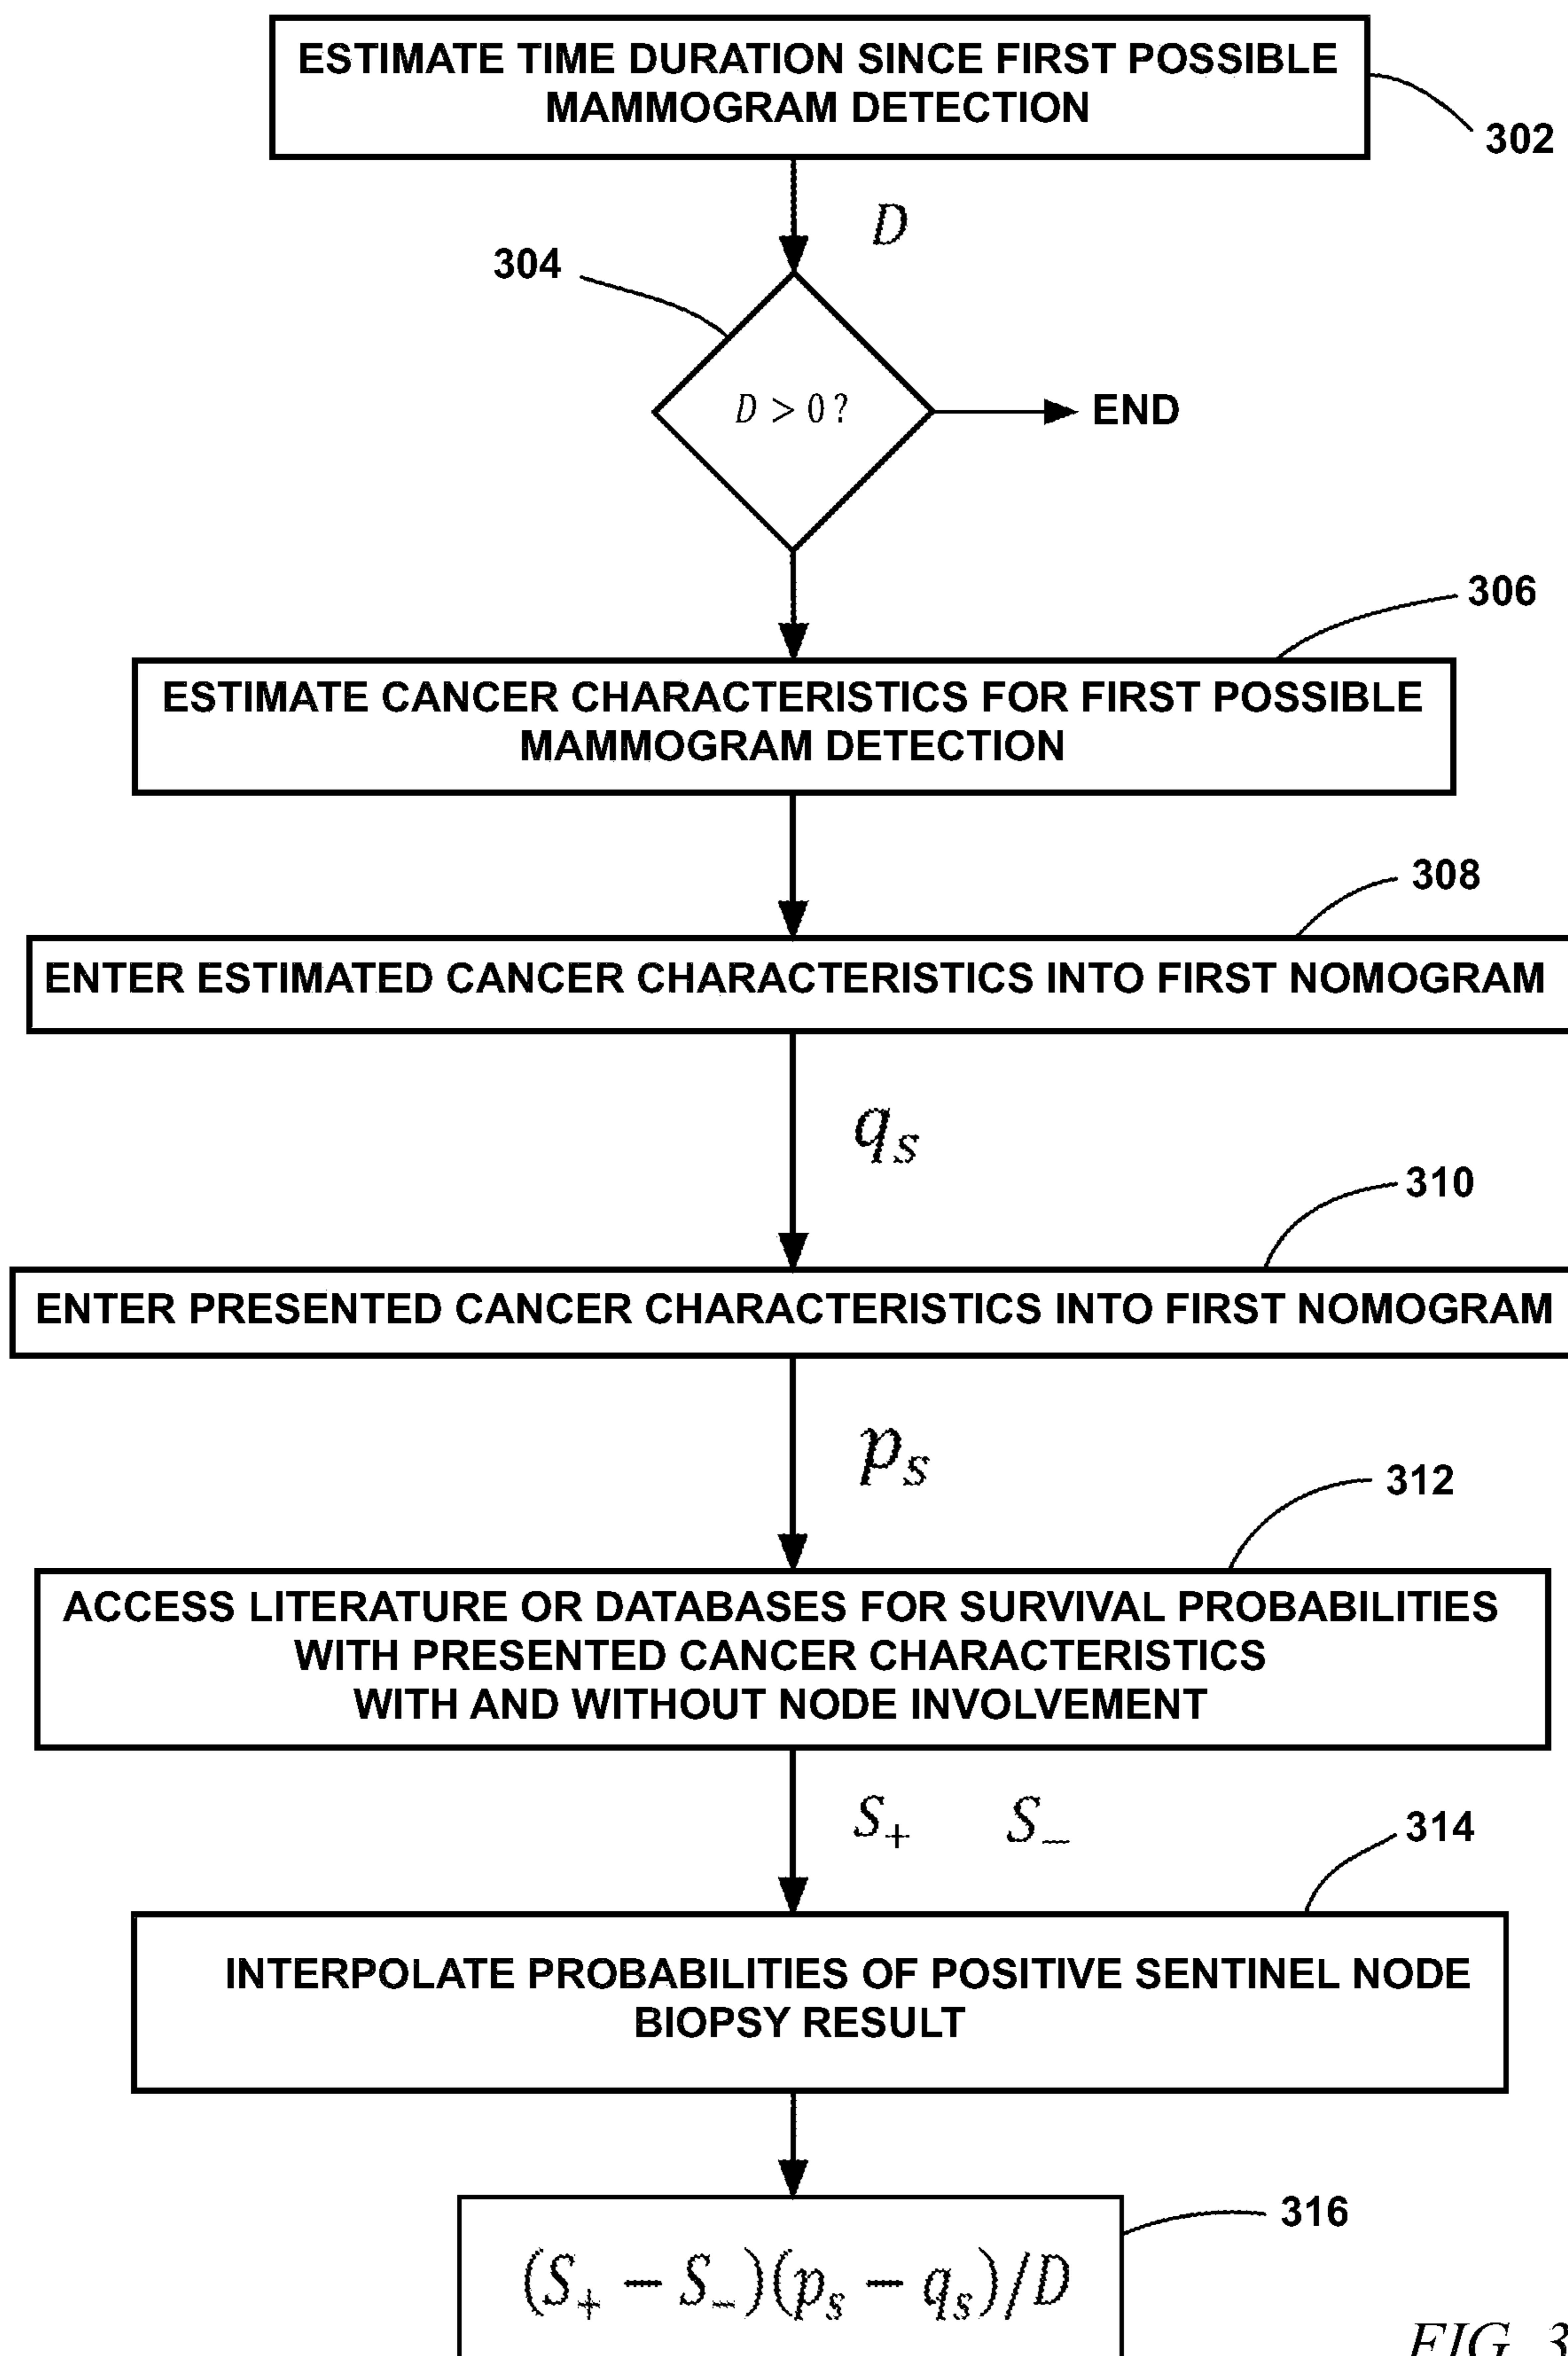 ESTIMATE TIME DURATION SINCE FIRST POSSIBLE
MAMMOGRAM DETECTION
302
D
304
D > 0 ?
END
306
ESTIMATE CANCER CHARACTERISTICS FOR FIRST POSSIBLE
MAMMOGRAM DETECTION
308
ENTER ESTIMATED CANCER CHARACTERISTICS INTO FIRST NOMOGRAM
q_s
310
ENTER PRESENTED CANCER CHARACTERISTICS INTO FIRST NOMOGRAM
p_s
312
ACCESS LITERATURE OR DATABASES FOR SURVIVAL PROBABILITIES
WITH PRESENTED CANCER CHARACTERISTICS
WITH AND WITHOUT NODE INVOLVEMENT
S_+ S_−
314
INTERPOLATE PROBABILITIES OF POSITIVE SENTINEL NODE
BIOPSY RESULT
316
(S_+ − S_−)(p_s − q_s)/D
FIG. 3